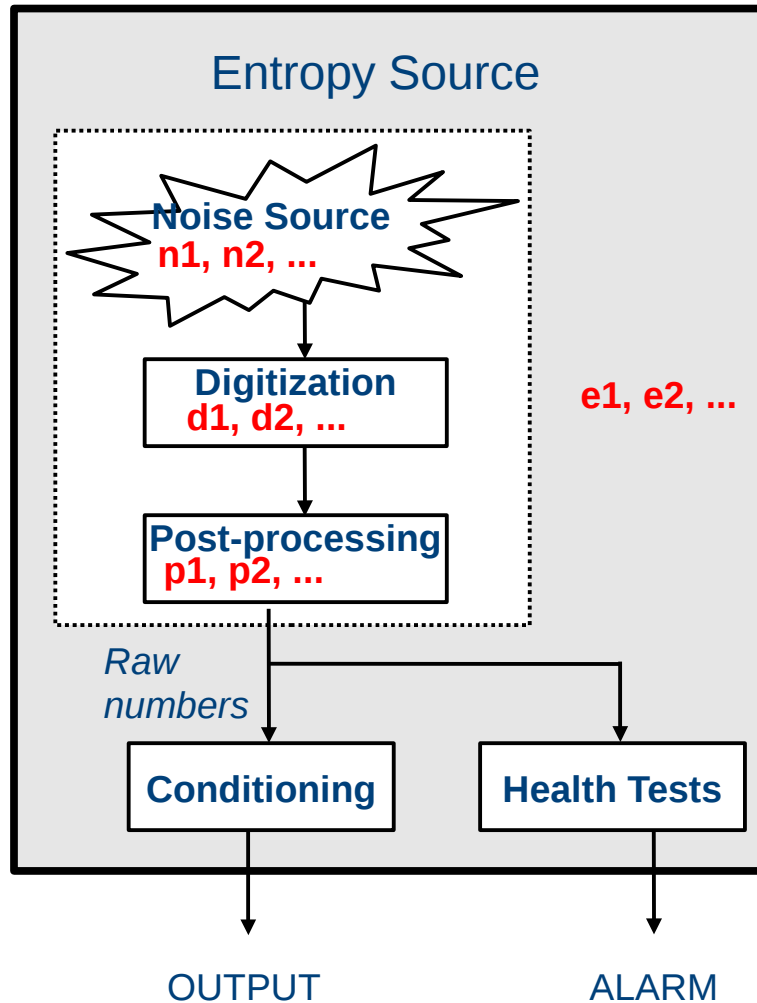 Entropy Source
Noise Source
n1, n2, ...
Digitization
d1, d2, ...
e1, e2, ...
Post-processing
p1, p2, ...
Raw
numbers
Conditioning
Health Tests
OUTPUT
ALARM